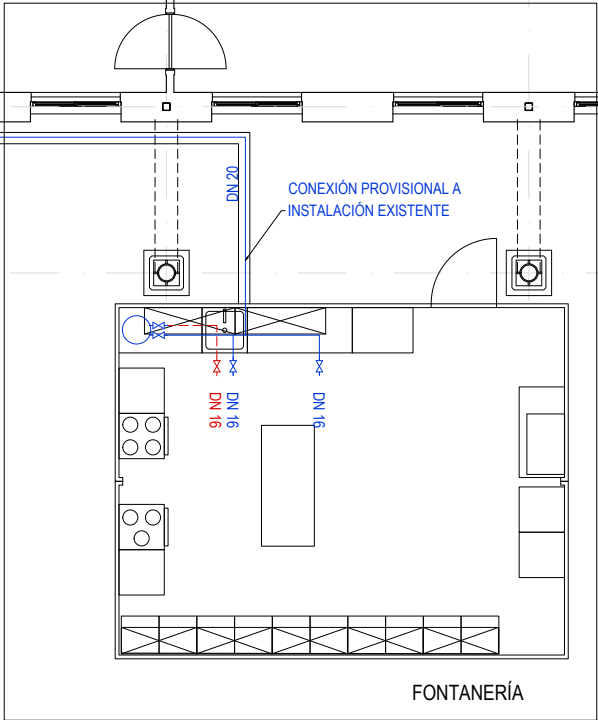 DN 20
CONEXIÓN PROVISIONAL A
INSTALACIÓN EXISTENTE
DN 16
DN 16
DN 16
FONTANERÍA